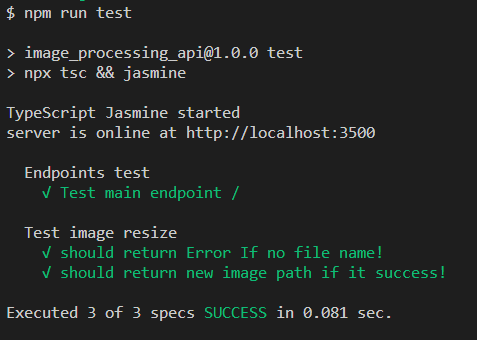 $ npm run test
> image_processing_api@1.0.0 test
> npx tsc && jasmine
TypeScript Jasmine started
server is online at http://localhost:3500
Endpoints test
√ Test main endpoint /
Test image resize
√ should return Error If no file name!
√ should return new image path if it success!
Executed 3 of 3 specs SUCCESS in 0.081 sec.